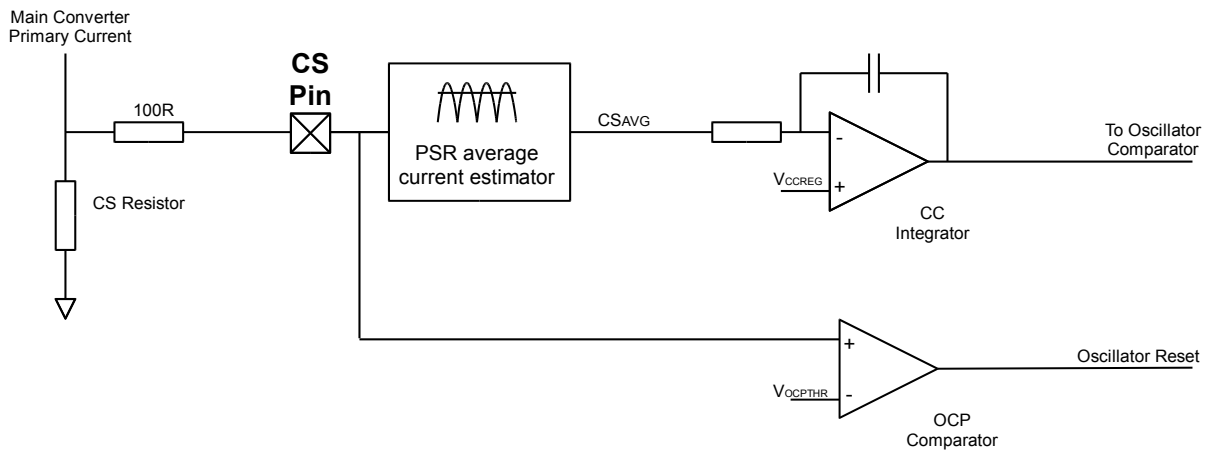 Main Converter
Primary Current
CS
Pin
100R
CS Resistor
PSR average
current estimator
CSAVG
-
VCCREG
+
CC
Integrator
To Oscillator
Comparator
+
VOCPTHR
-
OCP
Comparator
Oscillator Reset